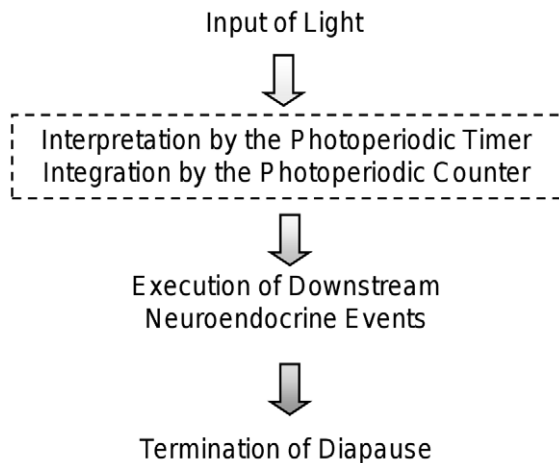 Input of Light
Interpretation by the Photoperiodic Timer
Integration by the Photoperiodic Counter
Execution of Downstream
Neuroendocrine Events
Termination of Diapause